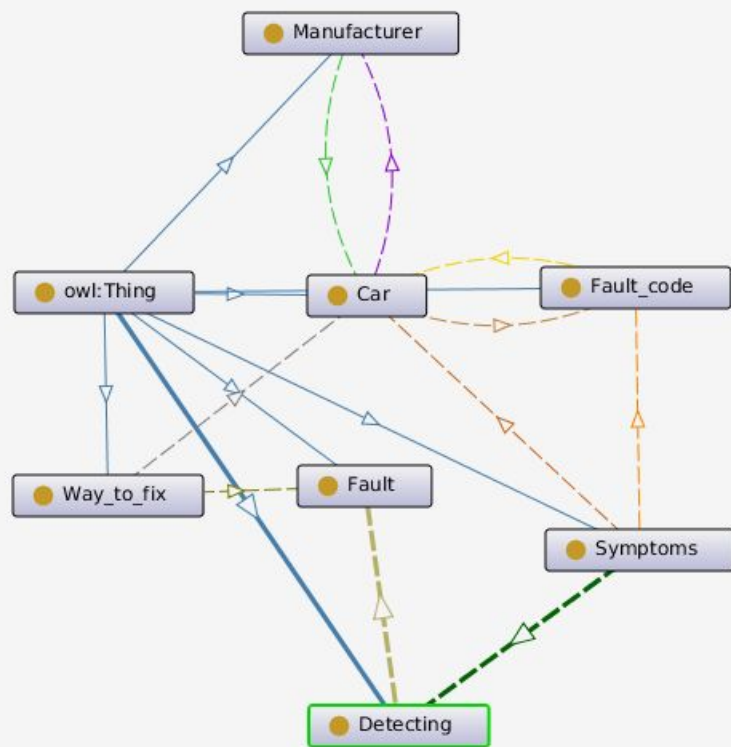 Manufacturer
owl:Thing
Car
Fault_code
Way_to_fix
Fault
Symptoms
Detecting